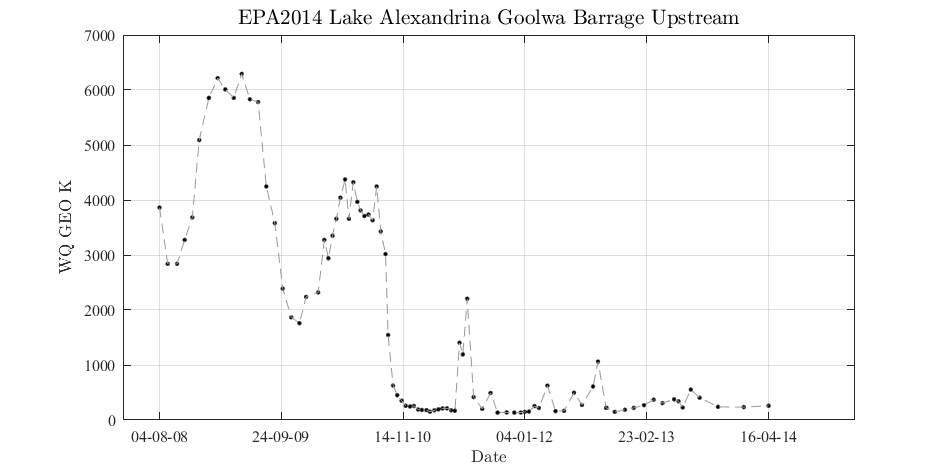 EPA2014 Lake Alexandrina Goolwa Barrage Upstream
7000
6000
5000
4000
3000
2000
1000
0
WQ GEO K
04-08-08 24-09-09 14-11-10 04-01-12 23-02-13 16-04-14
Date